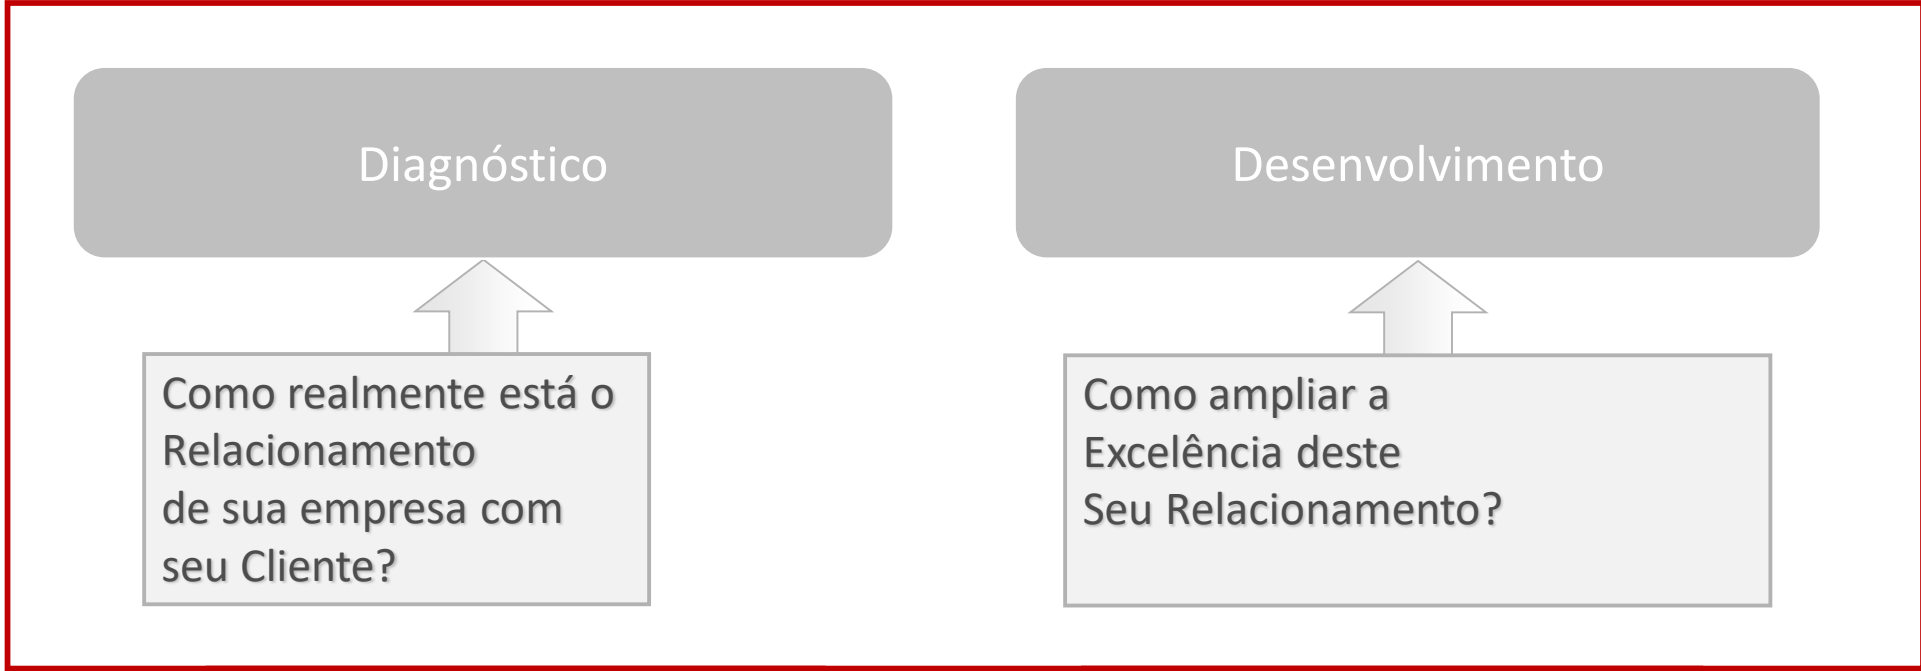 Diagnóstico
Como realmente está o
Relacionamento
de sua empresa com
seu Cliente?
Desenvolvimento
Como ampliar a
Excelência deste
Seu Relacionamento?